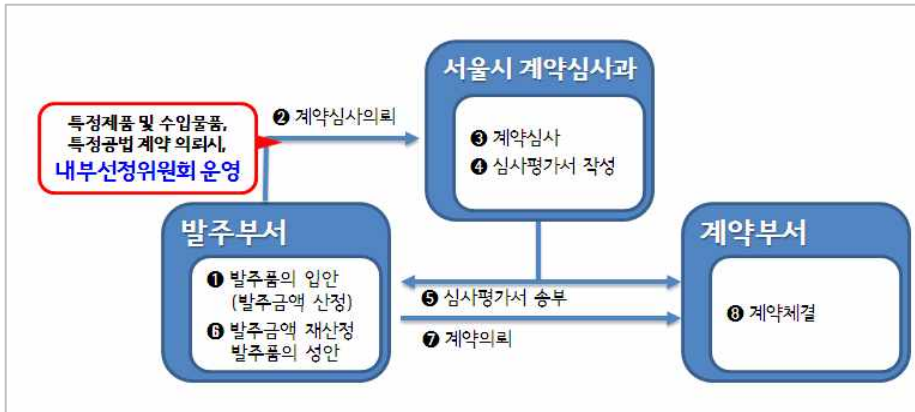 서울시 계약심사과
❸ 계약심사
❹ 심사평가서 작성
특정제품 및 수입물품,
특정공법 계약 의뢰시,
내부선정위원회 운영
❷ 계약심사의뢰
발주부서
❶ 발주품의 입안
(발주금액 산정)
❻ 발주금액 재산정
발주품의 성안
❺ 심사평가서 송부
❼ 계약의뢰
계약부서
❽ 계약체결